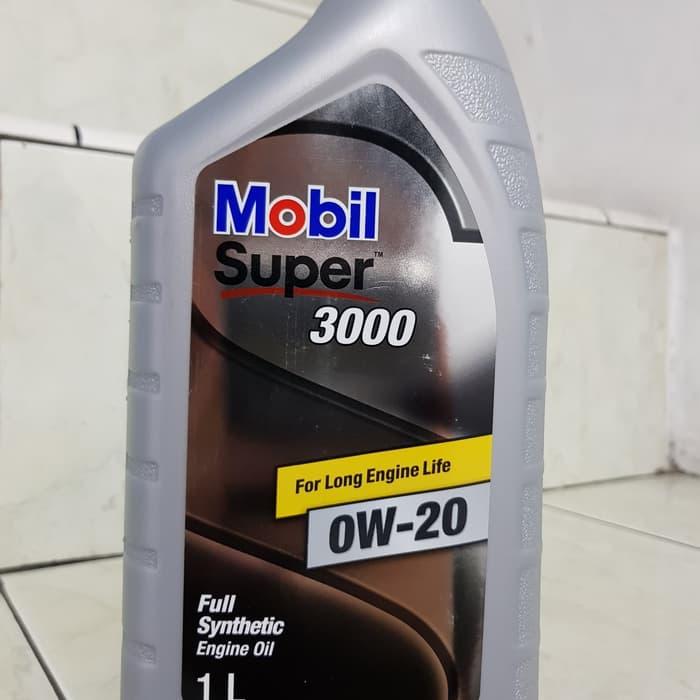 Mobil
Super™
3000
For Long Engine Life
0W-20
Full
Synthetic
Engine Oil
1 L